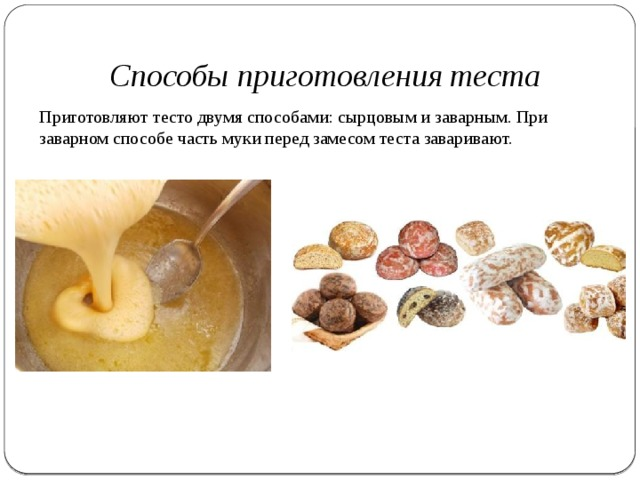 Способы приготовления теста
Приготовляют тесто двумя способами: сырцовым и заварным. При
заварном способе часть муки перед замесом теста заваривают.